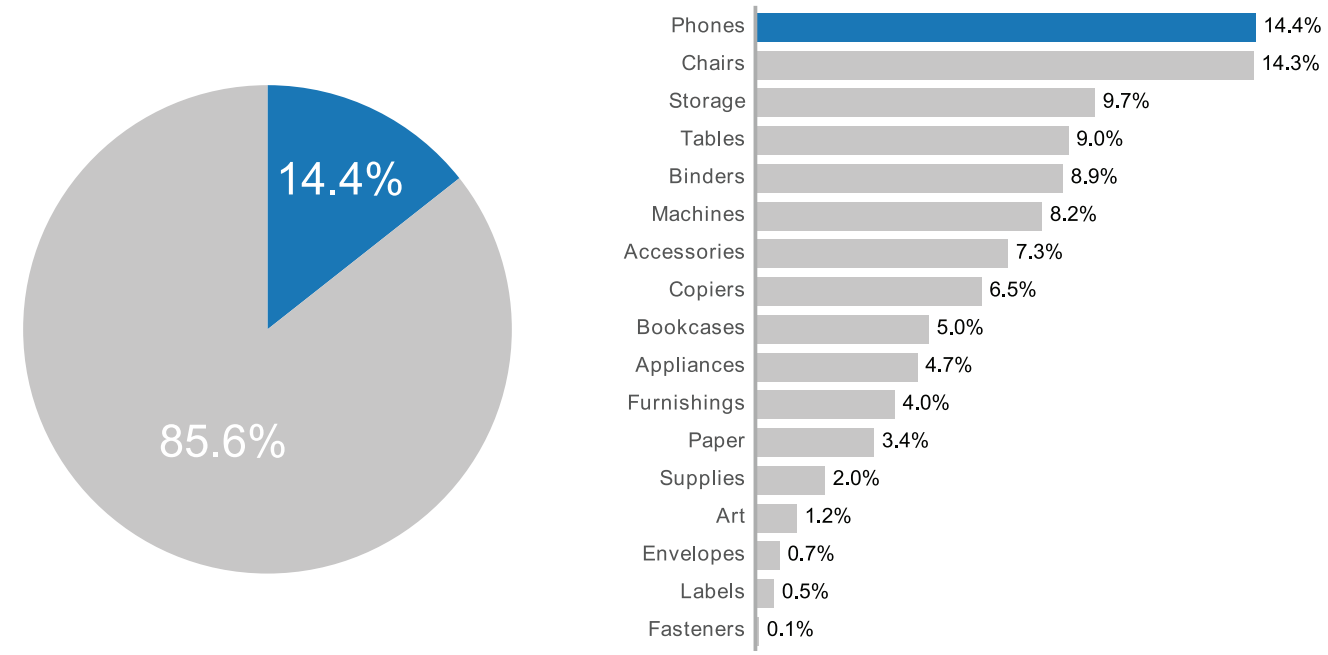 14.4%
85.6%
Phones 14.4%
Chairs 14.3%
Storage 9.7%
Tables 9.0%
Binders 8.9%
Machines 8.2%
Accessories 7.3%
Copiers 6.5%
Bookcases 5.0%
Appliances 4.7%
Furnishings 4.0%
Paper 3.4%
Supplies 2.0%
Art 1.2%
Envelopes 0.7%
Labels 0.5%
Fasteners 0.1%